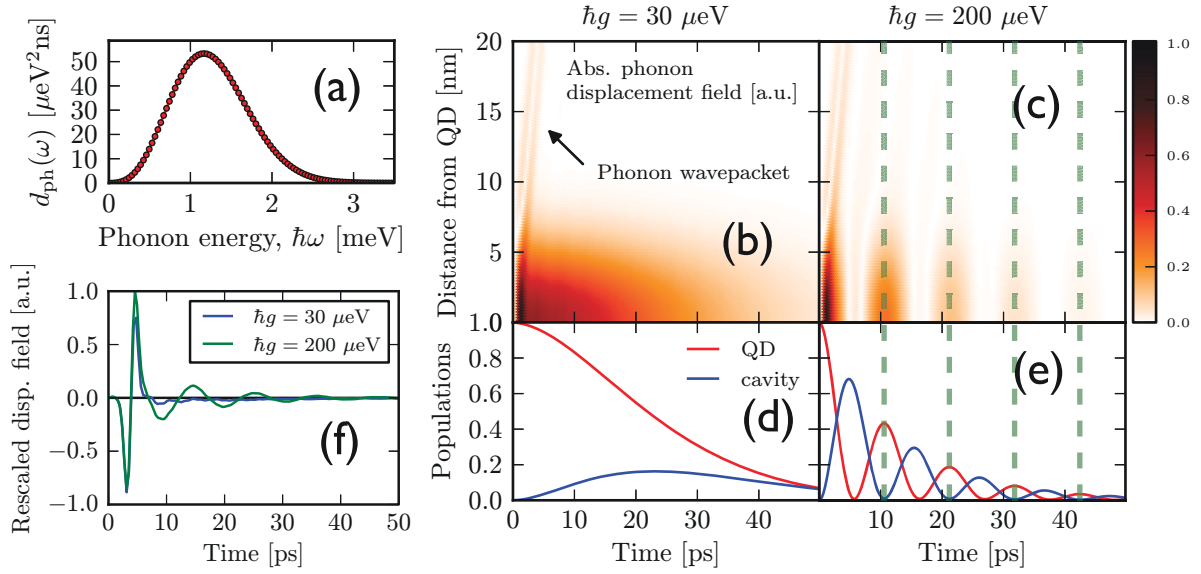 ħg = 30 μeV
ħg = 200 μeV
50
40
30
20
10
0
d_ph(ω) [μeV²ns]
(a)
0 1 2 3
Phonon energy, ħω [meV]
20
15
10
5
0
Distance from QD [nm]
Abs. phonon
displacement field [a.u.]
Phonon wavepacket
(b)
(c)
1.0
0.8
0.6
0.4
0.2
0.0
1.0
0.5
0.0
−0.5
−1.0
Rescaled disp. field [a.u.]
ħg = 30 μeV
ħg = 200 μeV
(f)
0 10 20 30 40 50
Time [ps]
1.0
0.8
0.6
0.4
0.2
0.0
Populations
QD
cavity
(d)
(e)
0 10 20 30 40
Time [ps]
10 20 30 40
Time [ps]